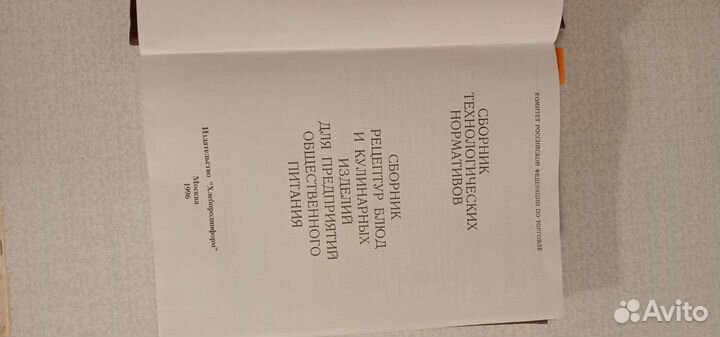 КОМИТЕТ РОССИЙСКОЙ ФЕДЕРАЦИИ ПО ТОРГОВЛЕ
СБОРНИК
ТЕХНОЛОГИЧЕСКИХ
НОРМАТИВОВ
СБОРНИК
РЕЦЕПТУР БЛЮД
И КУЛИНАРНЫХ
ИЗДЕЛИЙ
ДЛЯ ПРЕДПРИЯТИЙ
ОБЩЕСТВЕННОГО
ПИТАНИЯ
Издательство "Хлебпродинформ"
Москва
1996
Avito